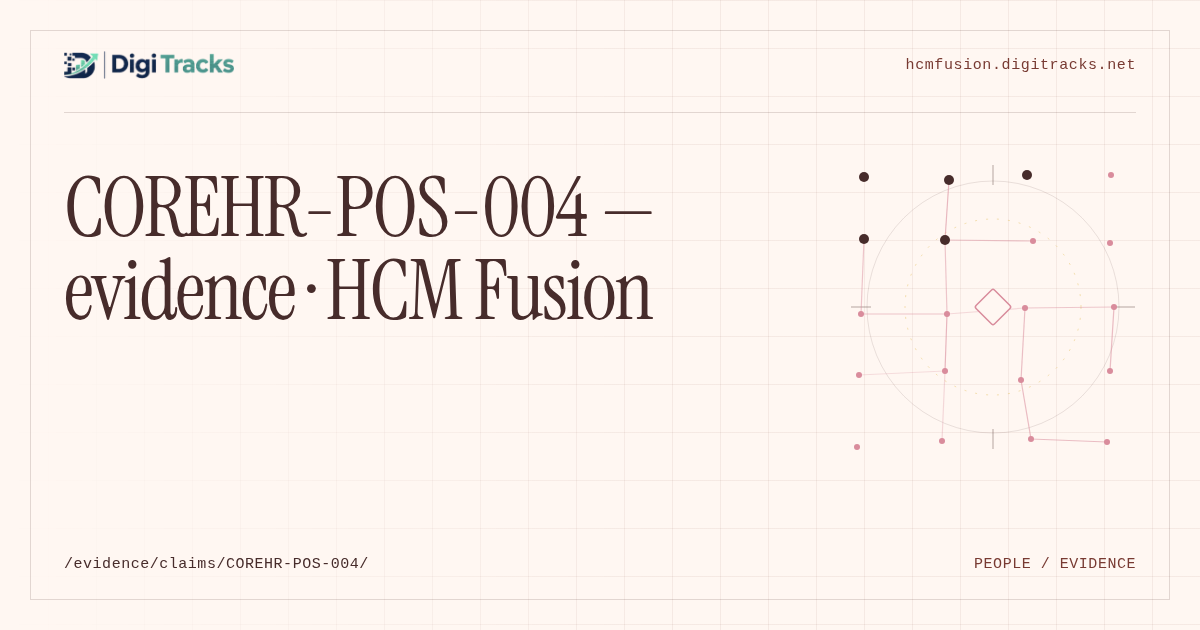 DigiTracks
hcmfusion.digitracks.net
COREHR-POS-004 —
evidence · HCM Fusion
/evidence/claims/COREHR-POS-004/
PEOPLE / EVIDENCE